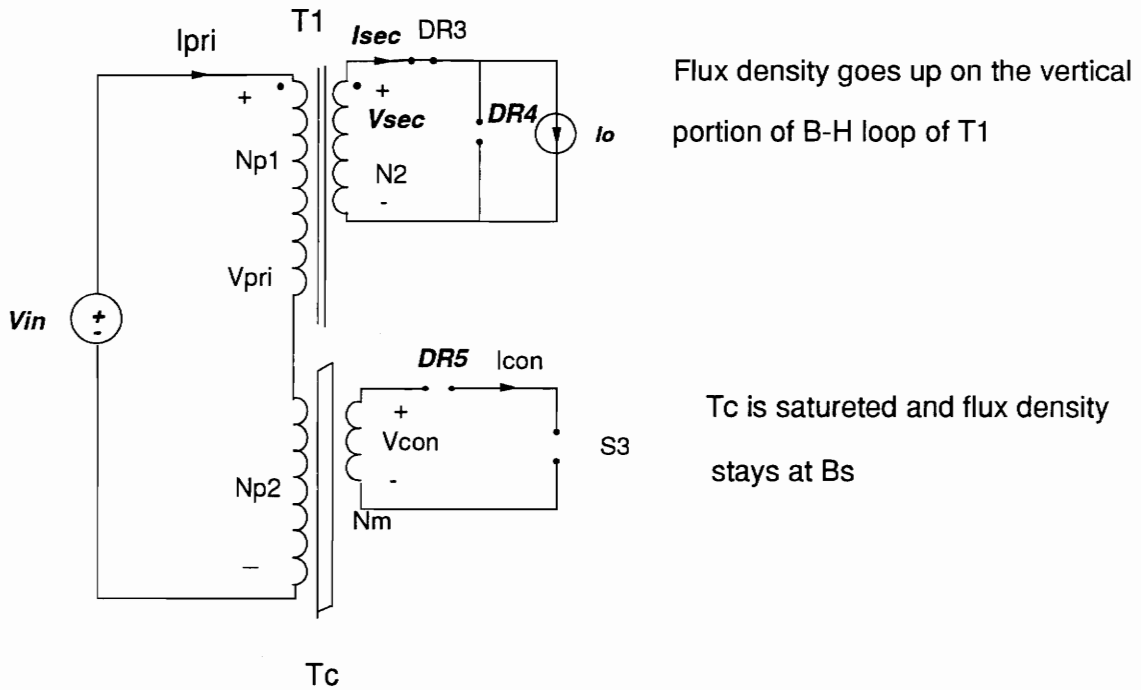 T1
Ipri
Isec DR3
+
+
Vsec
DR4
Io
Np1
N2
-
Vpri
Flux density goes up on the vertical
portion of B-H loop of T1
Vin
+
-
DR5
Icon
+
Vcon
-
S3
Np2
Nm
–
Tc is satureted and flux density
stays at Bs
Tc